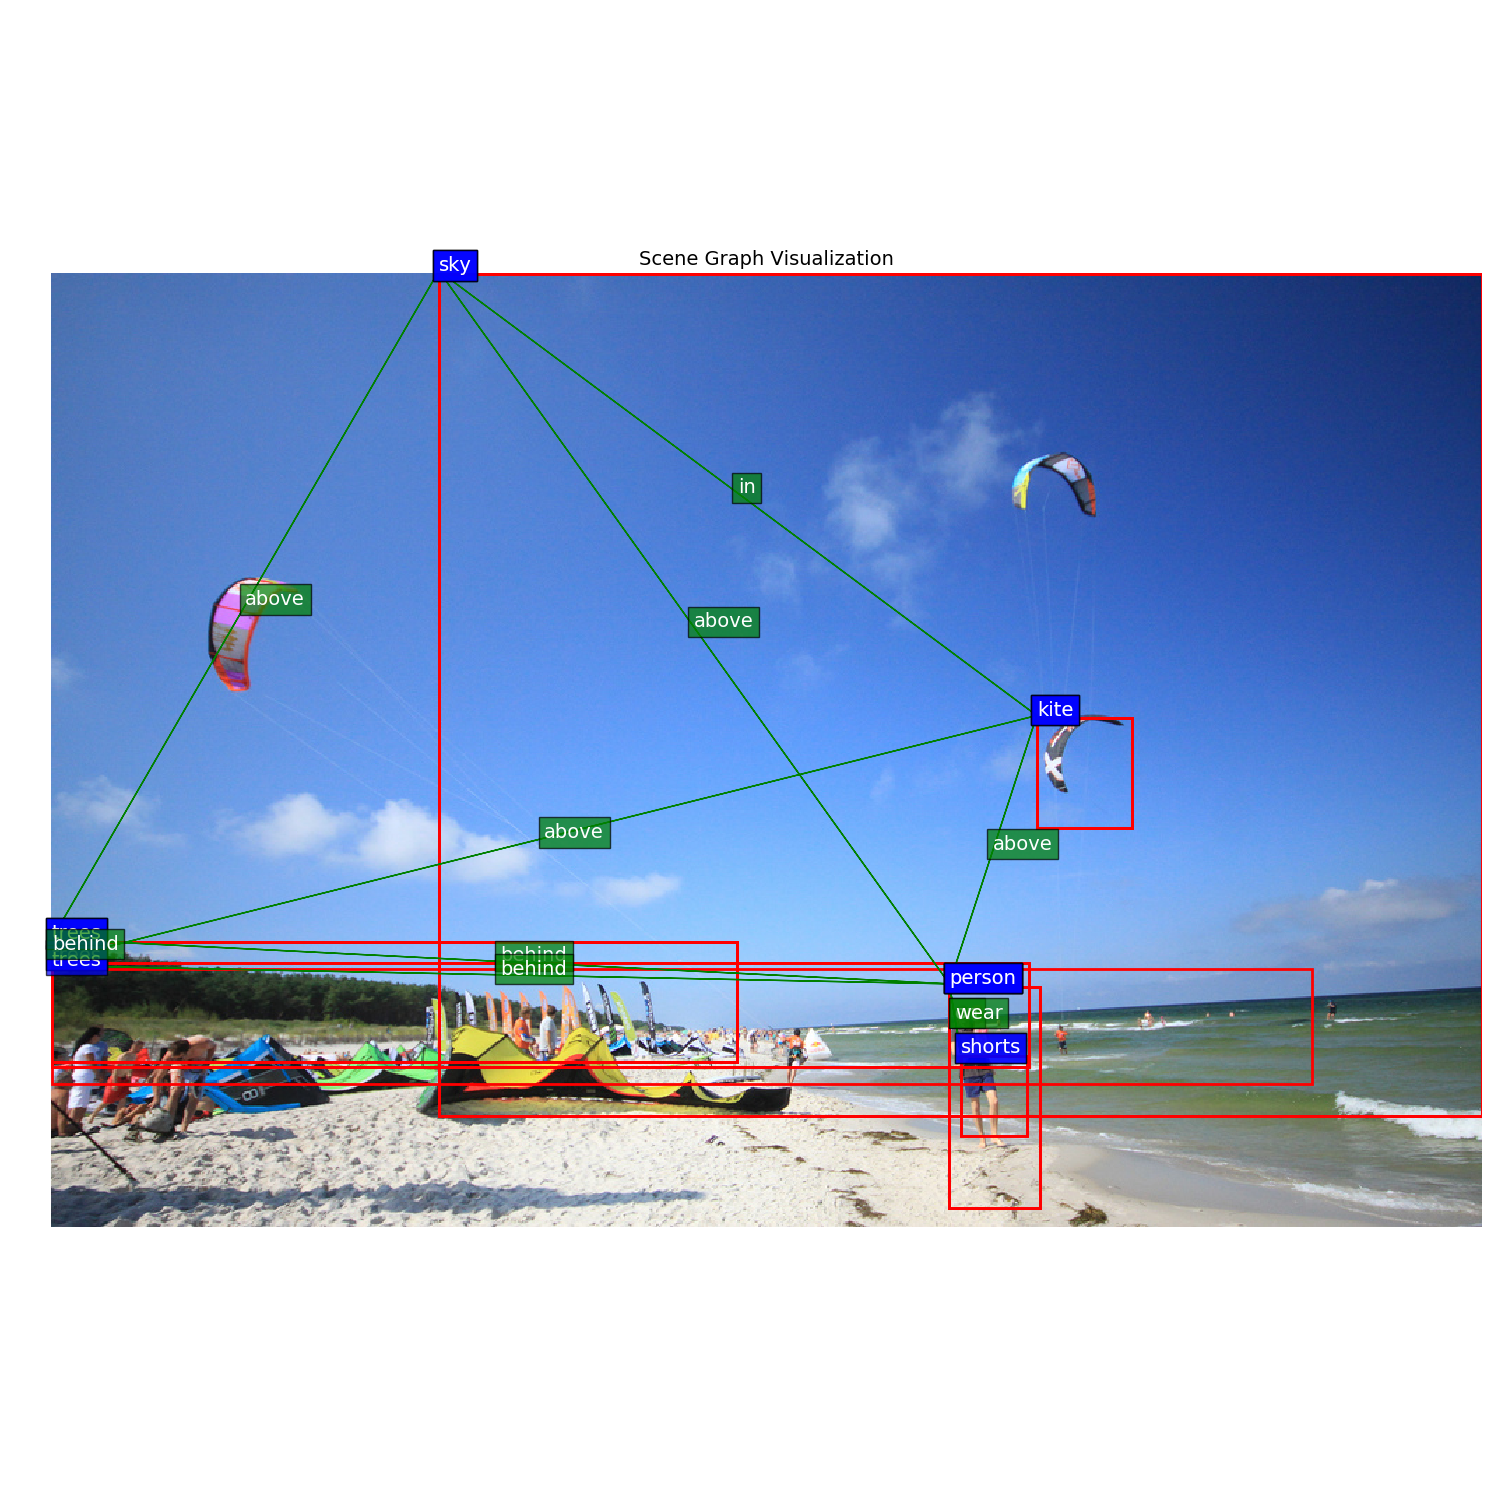 Scene Graph Visualization
sky
in
above
above
kite
above
above
trees
behind
trees
behind
behind
person
wear
shorts